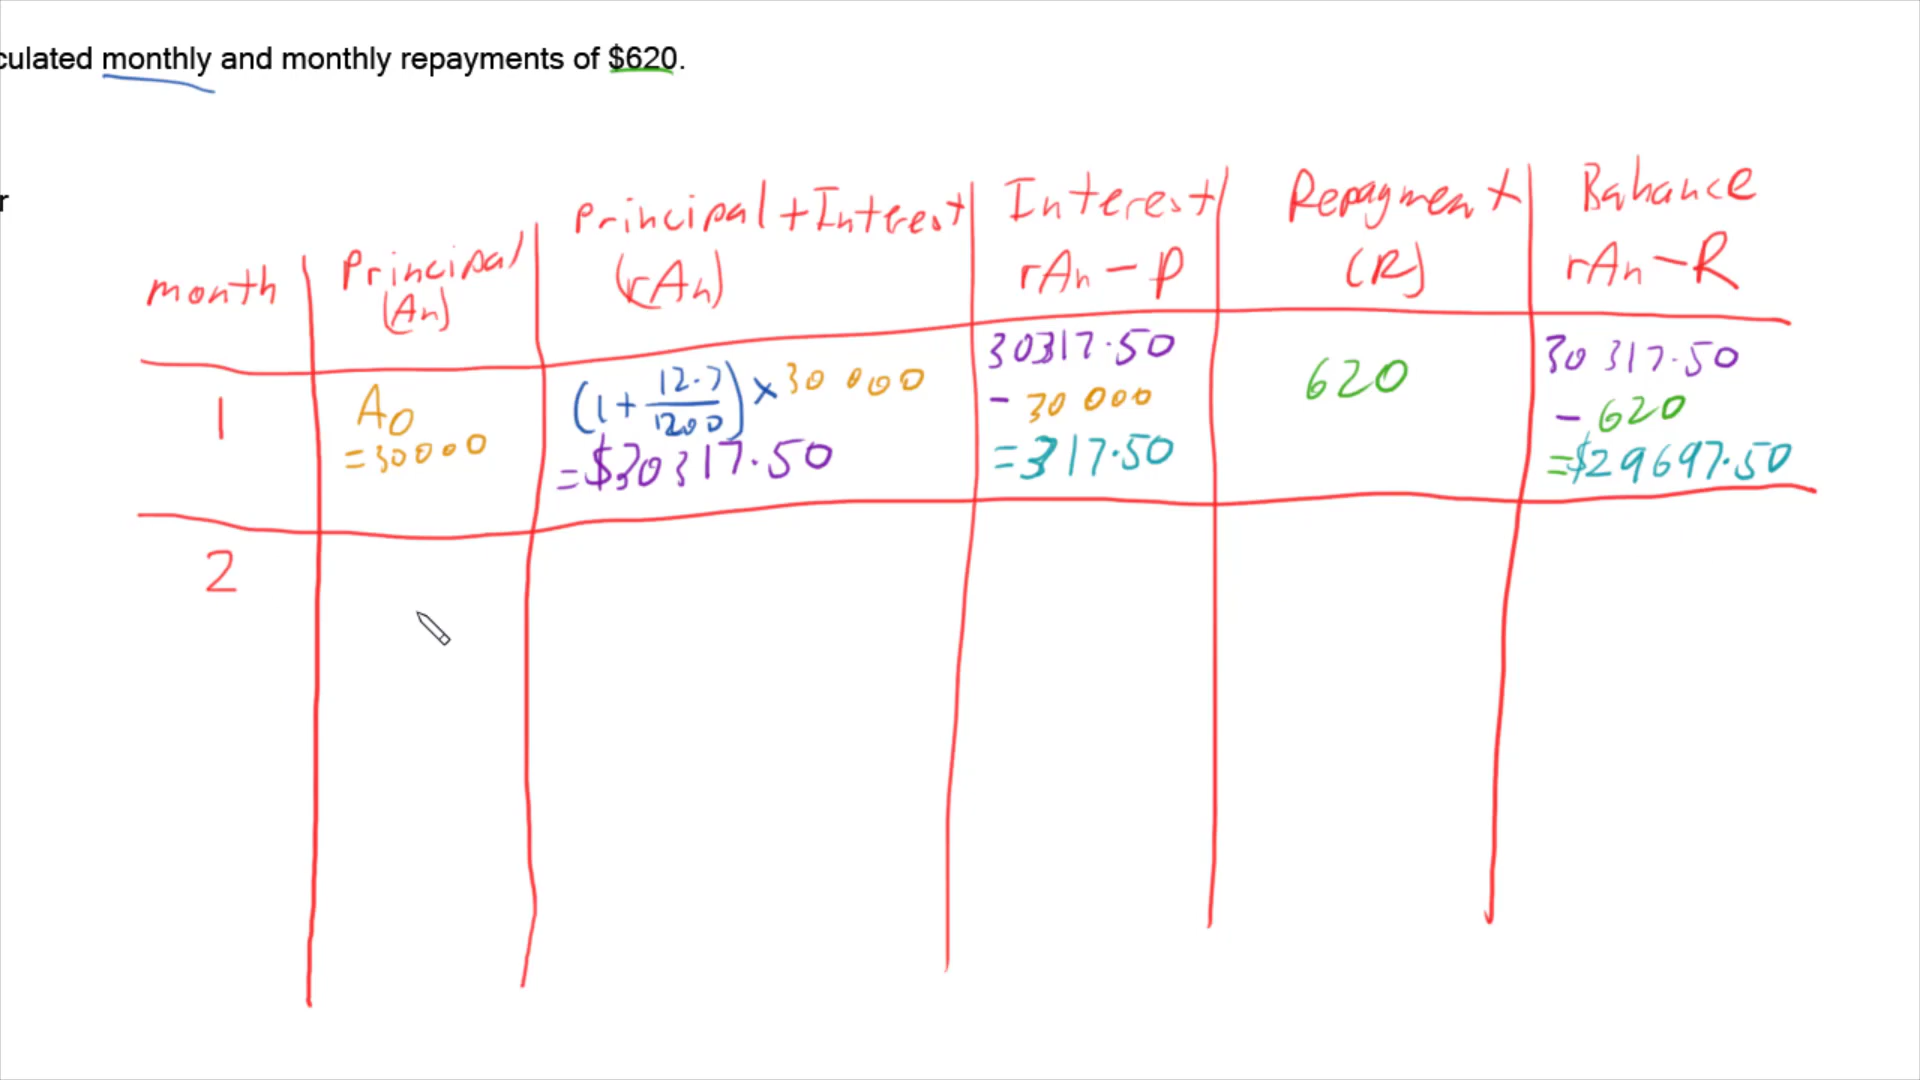 culated monthly and monthly repayments of $620.
r
month
Principal
(An)
Principal + Interest
(rAn)
Interest
rAn - P
Repayment
(R)
Balance
rAn - R
1
A0
= 30000
(1 + 12.7/1200) × 30 000
= $30317.50
30317.50
- 30 000
= 317.50
620
30 317.50
- 620
= $29697.50
2